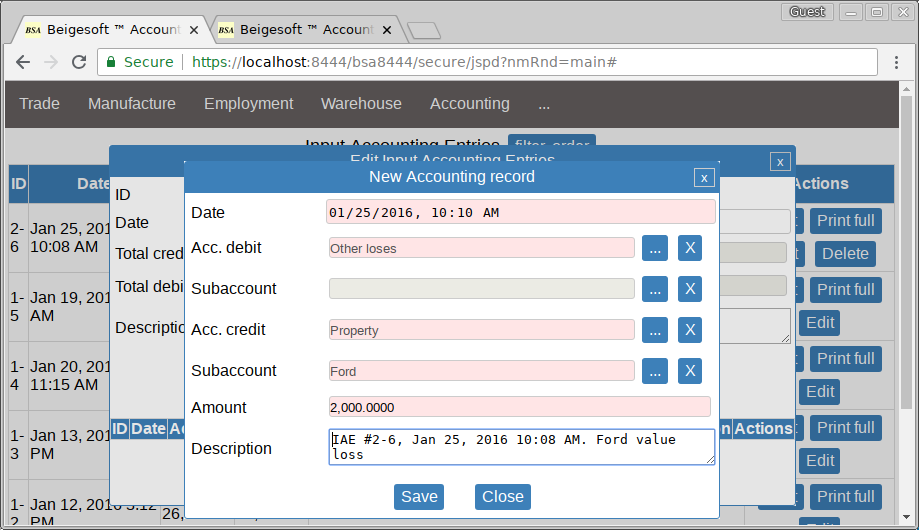 Guest
BSA Beigesoft ™ Account
BSA Beigesoft ™ Account
Secure https://localhost:8444/bsa8444/secure/jspd?nmRnd=main#
Trade Manufacture Employment Warehouse Accounting ...
Input Accounting Entries filter-order
Edit Input Accounting Entries x
New Accounting record x
ID Date Actions
ID
Date 01/25/2016, 10:10 AM
2-6 Jan 25, 2016 10:08 AM
Date
Print full
Acc. debit Other loses ... X
Total cred
Delete
Subaccount
1-5 Jan 19, 201 AM
Total debi
Print full
Acc. credit Property ... X
Descriptio
Edit
Subaccount Ford ... X
1-4 Jan 20, 201 11:15 AM
Print full
Edit
Amount 2,000.0000
ID Date A Actions
1-3 Jan 13, 201 PM
Print full
Description IAE #2-6, Jan 25, 2016 10:08 AM. Ford value
loss
Edit
Save Close
1-2 Jan 12, 2016
Print full
26,
Edit